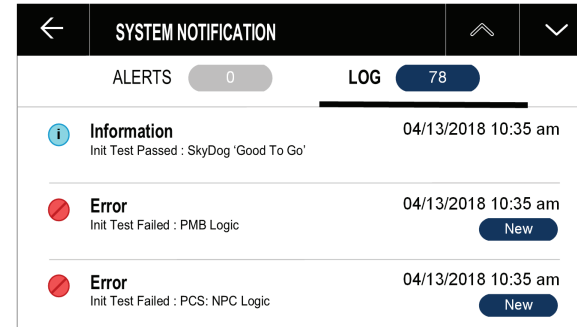 SYSTEM NOTIFICATION
ALERTS 0 LOG 78
i Information 04/13/2018 10:35 am
Init Test Passed : SkyDog ‘Good To Go’
Error 04/13/2018 10:35 am
Init Test Failed : PMB Logic New
Error 04/13/2018 10:35 am
Init Test Failed : PCS: NPC Logic New